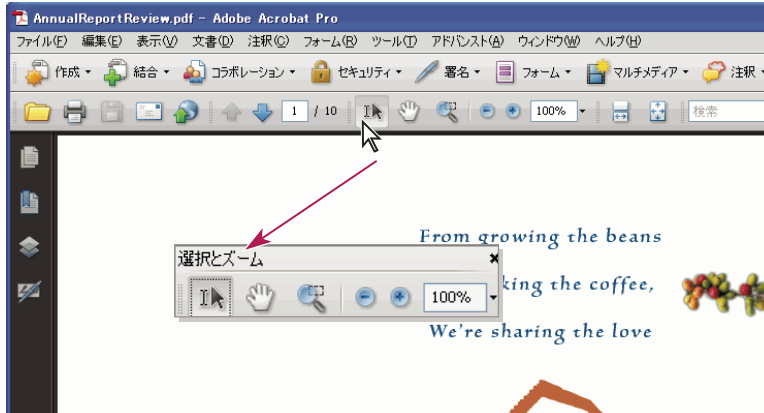 AnnualReportReview.pdf - Adobe Acrobat Pro
ファイル(F) 編集(E) 表示(V) 文書(D) 注釈(C) フォーム(R) ツール(T) アドバンスト(A) ウィンドウ(W) ヘルプ(H)
作成 結合 コラボレーション セキュリティ 署名 フォーム マルチメディア 注釈
1 / 10 100% 検索
From growing the beans
選択とズーム
king the coffee,
100%
We're sharing the love